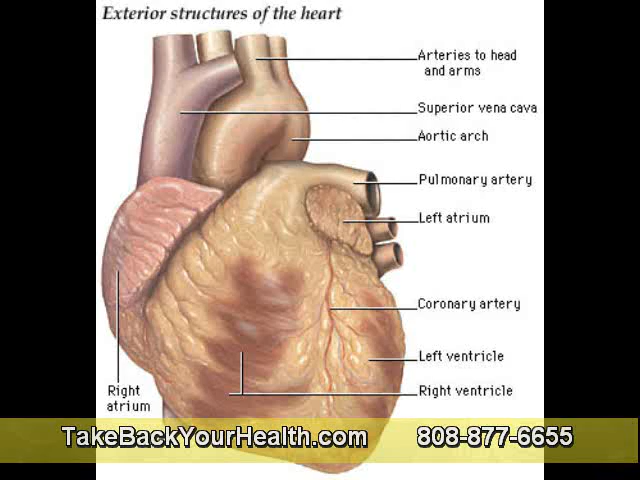 Exterior structures of the heart
Arteries to head
and arms
Superior vena cava
Aortic arch
Pulmonary artery
Left atrium
Coronary artery
Left ventricle
Right ventricle
Right
atrium
TakeBackYourHealth.com 808-877-6655